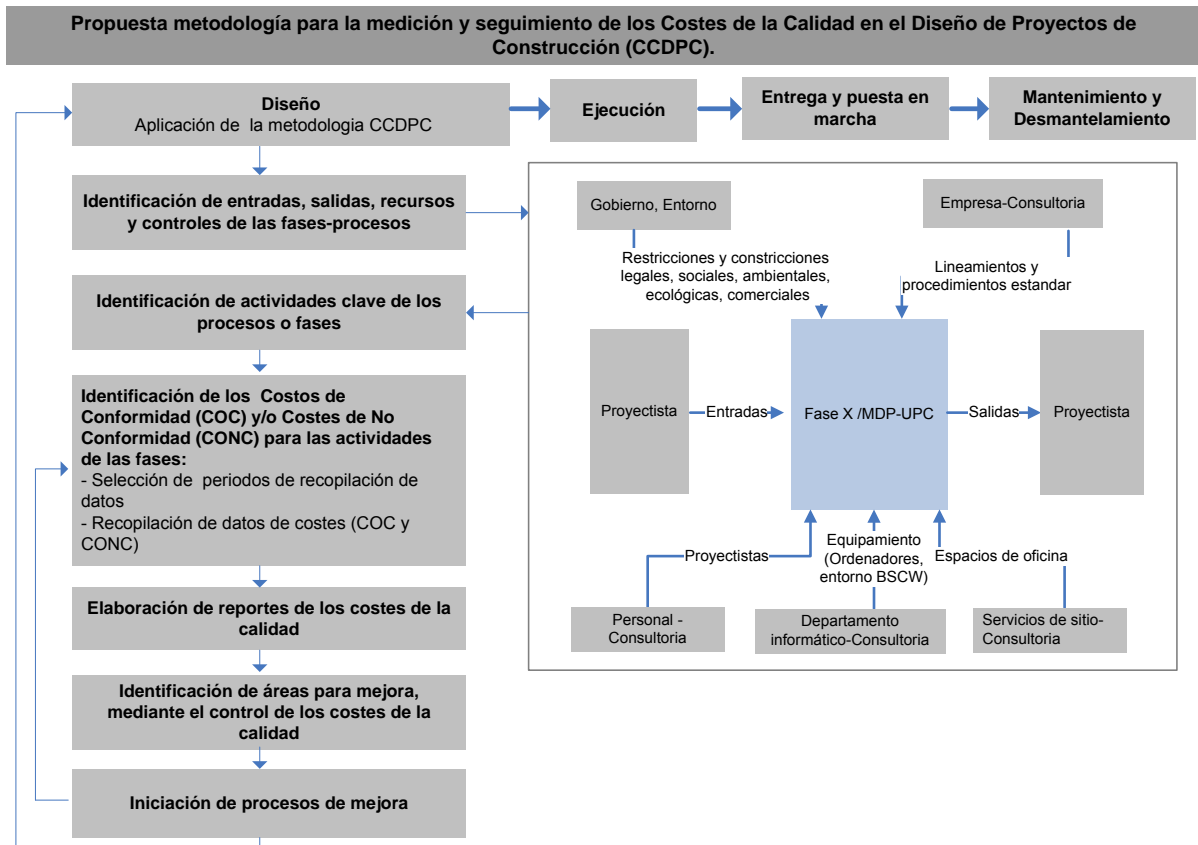 Propuesta metodología para la medición y seguimiento de los Costes de la Calidad en el Diseño de Proyectos de
Construcción (CCDPC).
Diseño
Aplicación de la metodologia CCDPC
Ejecución
Entrega y puesta en
marcha
Mantenimiento y
Desmantelamiento
Identificación de entradas, salidas, recursos
y controles de las fases-procesos
Identificación de actividades clave de los
procesos o fases
Identificación de los Costos de
Conformidad (COC) y/o Costes de No
Conformidad (CONC) para las actividades
de las fases:
- Selección de periodos de recopilación de
datos
- Recopilación de datos de costes (COC y
CONC)
Elaboración de reportes de los costes de la
calidad
Identificación de áreas para mejora,
mediante el control de los costes de la
calidad
Iniciación de procesos de mejora
Gobierno, Entorno
Empresa-Consultoria
Restricciones y constricciones
legales, sociales, ambientales,
ecológicas, comerciales
Lineamientos y
procedimientos estandar
Proyectista
Entradas
Fase X /MDP-UPC
Salidas
Proyectista
Proyectistas
Equipamiento
(Ordenadores,
entorno BSCW)
Espacios de oficina
Personal -
Consultoria
Departamento
informático-Consultoria
Servicios de sitio-
Consultoria